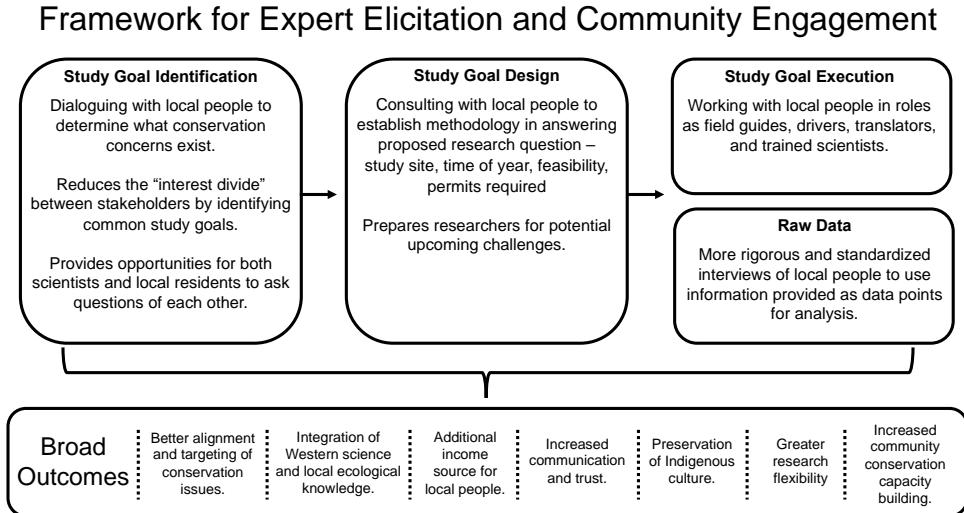 Framework for Expert Elicitation and Community Engagement
Study Goal Identification
Dialoguing with local people to
determine what conservation
concerns exist.
Reduces the “interest divide”
between stakeholders by identifying
common study goals.
Provides opportunities for both
scientists and local residents to ask
questions of each other.
Study Goal Design
Consulting with local people to
establish methodology in answering
proposed research question –
study site, time of year, feasibility,
permits required
Prepares researchers for potential
upcoming challenges.
Study Goal Execution
Working with local people in roles
as field guides, drivers, translators,
and trained scientists.
Raw Data
More rigorous and standardized
interviews of local people to use
information provided as data points
for analysis.
Broad
Outcomes
Better alignment
and targeting of
conservation
issues.
Integration of
Western science
and local ecological
knowledge.
Additional
income
source for
local people.
Increased
communication
and trust.
Preservation
of Indigenous
culture.
Greater
research
flexibility
Increased
community
conservation
capacity
building.